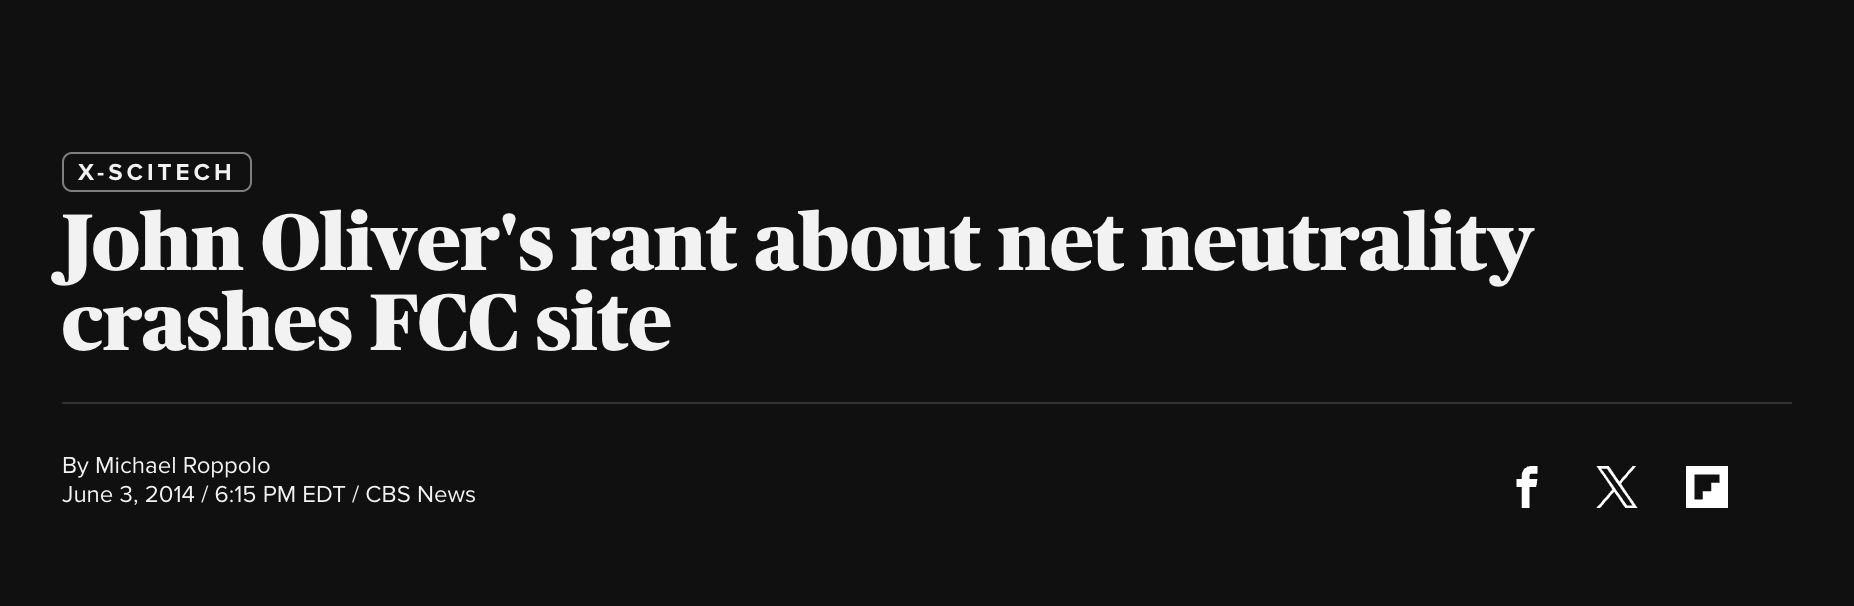 X-SCITECH
John Oliver's rant about net neutrality
crashes FCC site
By Michael Roppolo
June 3, 2014 / 6:15 PM EDT / CBS News